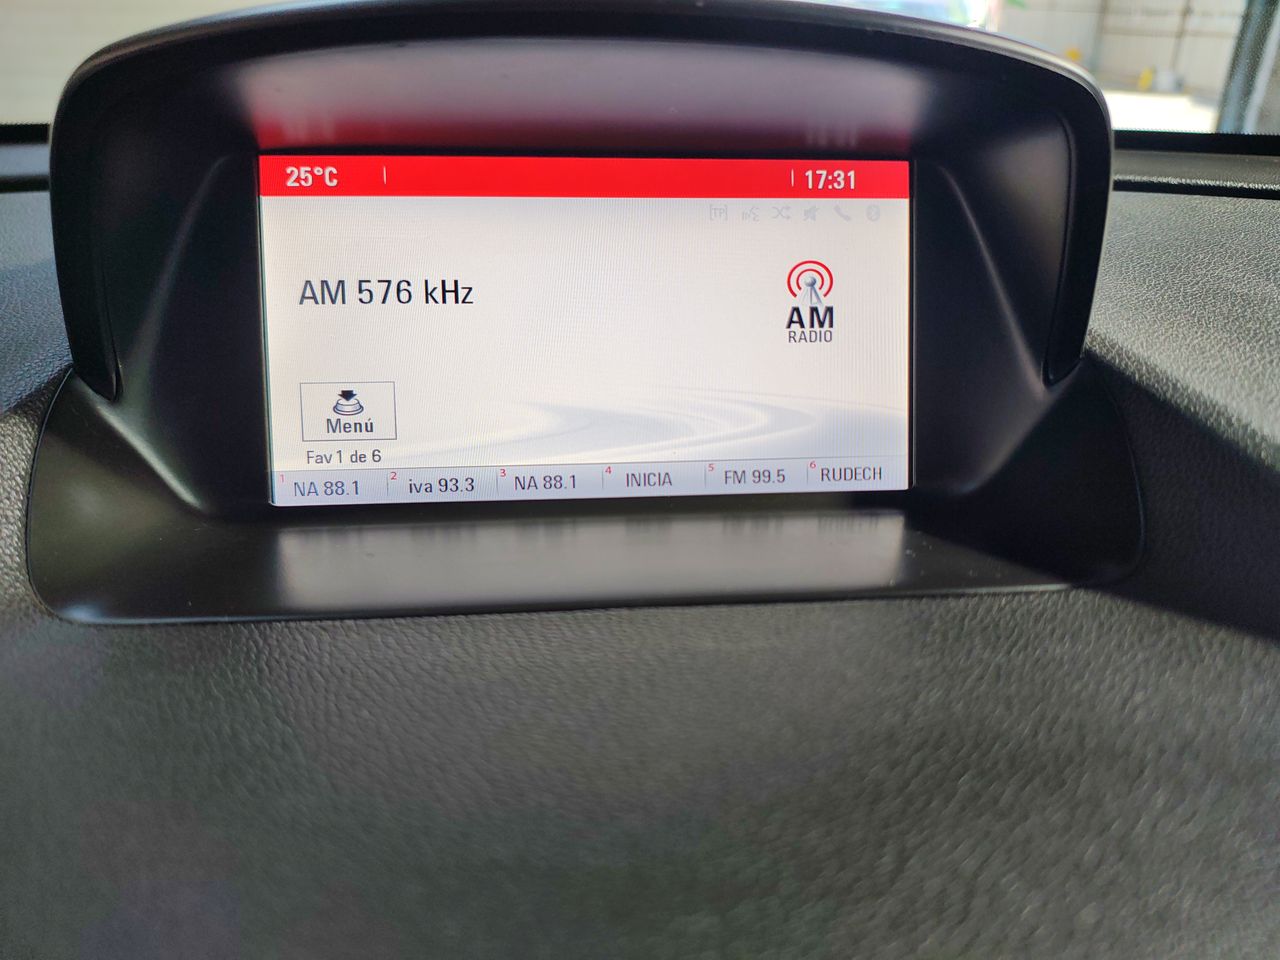 25°C 17:31
TP
AM 576 kHz
AM
RADIO
Menú
Fav 1 de 6
1 NA 88.1 2 iva 93.3 3 NA 88.1 4 INICIA 5 FM 99.5 6 RUDECH